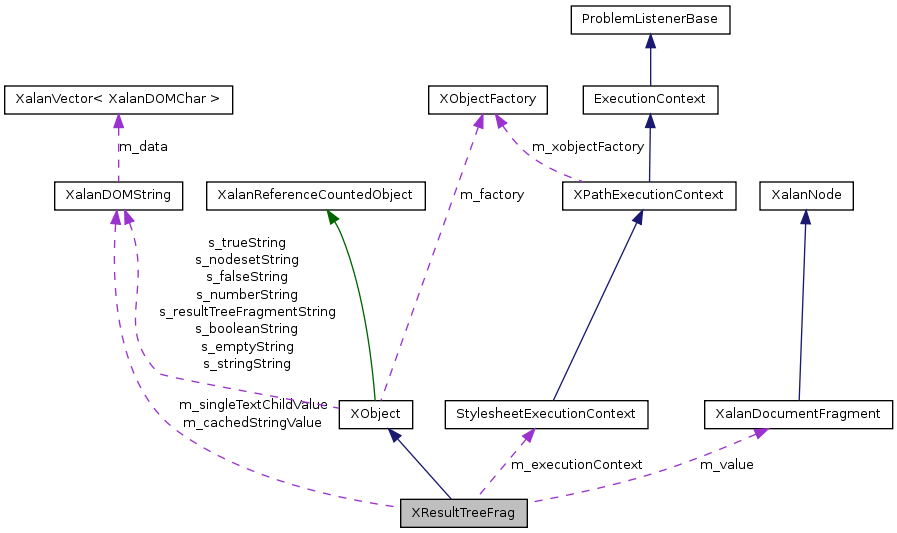 ProblemListenerBase
XalanVector< XalanDOMChar >
XObjectFactory
ExecutionContext
m_data
m_xobjectFactory
XalanDOMString
XalanReferenceCountedObject
m_factory
XPathExecutionContext
XalanNode
s_trueString
s_nodesetString
s_falseString
s_numberString
s_resultTreeFragmentString
s_booleanString
s_emptyString
s_stringString
m_singleTextChildValue
m_cachedStringValue
XObject
StylesheetExecutionContext
XalanDocumentFragment
m_executionContext
m_value
XResultTreeFrag